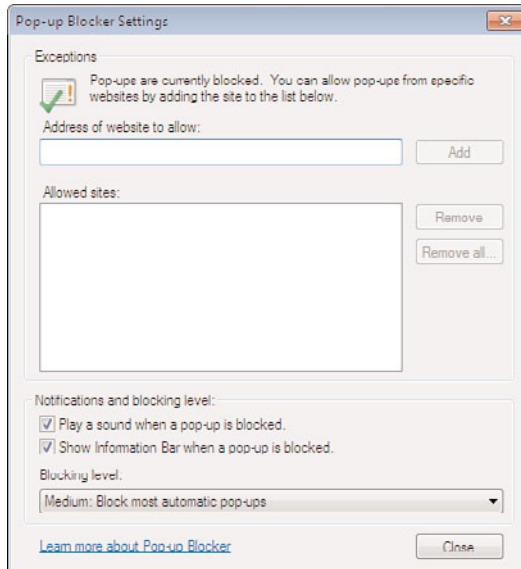 Pop-up Blocker Settings
Exceptions
Pop-ups are currently blocked. You can allow pop-ups from specific
websites by adding the site to the list below.
Address of website to allow:
Add
Allowed sites:
Remove
Remove all...
Notifications and blocking level:
Play a sound when a pop-up is blocked.
Show Information Bar when a pop-up is blocked.
Blocking level:
Medium: Block most automatic pop-ups
Learn more about Pop-up Blocker
Close